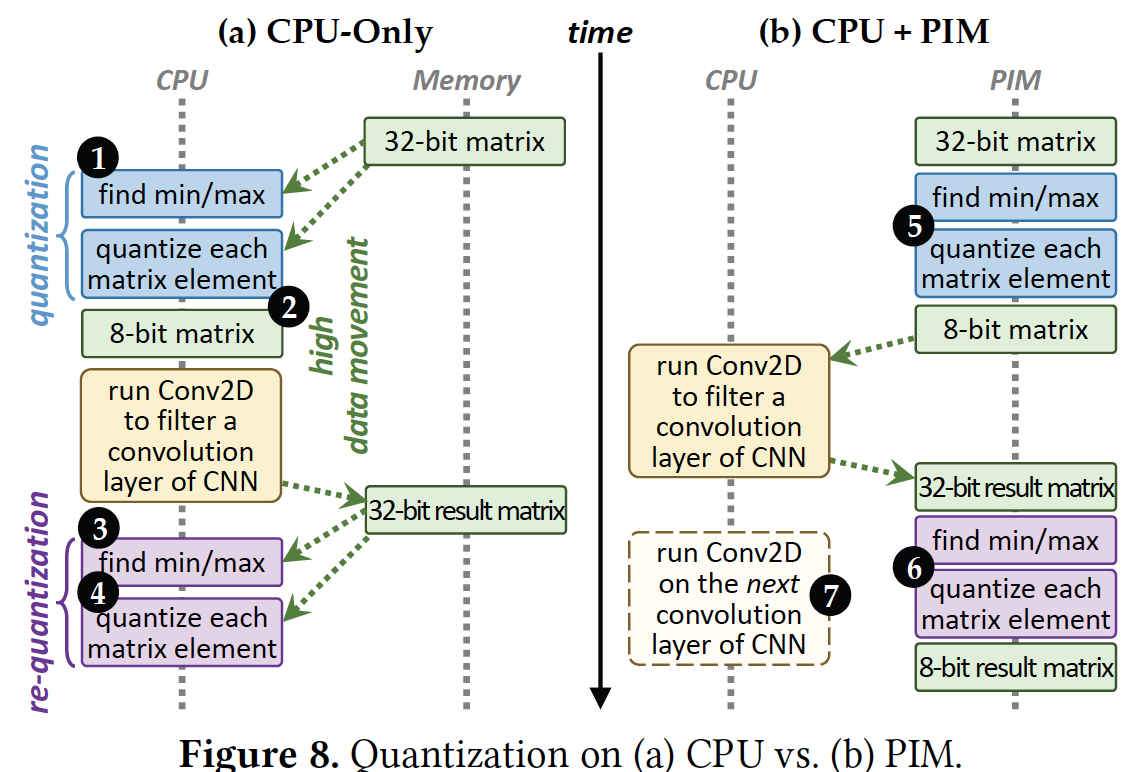 (a) CPU-Only
time
(b) CPU + PIM
CPU
Memory
CPU
PIM
quantization
1
find min/max
quantize each
matrix element
2
8-bit matrix
run Conv2D
to filter a
convolution
layer of CNN
32-bit matrix
high
data movement
32-bit result matrix
re-quantization
3
find min/max
4
quantize each
matrix element
32-bit matrix
find min/max
5
quantize each
matrix element
8-bit matrix
run Conv2D
to filter a
convolution
layer of CNN
32-bit result matrix
find min/max
6
quantize each
matrix element
8-bit result matrix
run Conv2D
on the next
convolution
layer of CNN
7
Figure 8. Quantization on (a) CPU vs. (b) PIM.